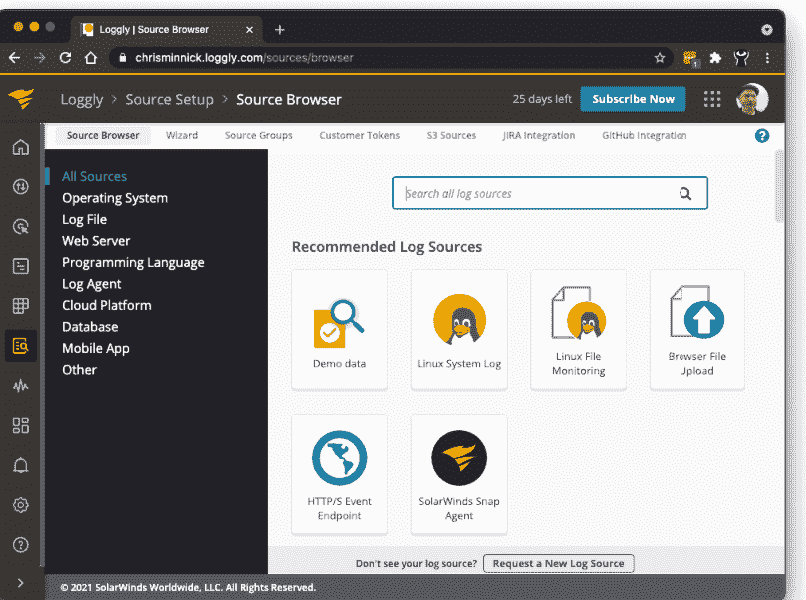 Loggly | Source Browser
chrisminnick.loggly.com/sources/browser
1
Loggly > Source Setup > Source Browser
25 days left
Subscribe Now
Source Browser
Wizard
Source Groups
Customer Tokens
S3 Sources
JIRA Integration
GitHub Integration
?
All Sources
Operating System
Log File
Web Server
Programming Language
Log Agent
Cloud Platform
Database
Mobile App
Other
Search all log sources
Recommended Log Sources
Demo data
Linux System Log
Linux File
Monitoring
Browser File
Upload
HTTP/S Event
Endpoint
SolarWinds Snap
Agent
Don't see your log source?
Request a New Log Source
© 2021 SolarWinds Worldwide, LLC. All Rights Reserved.